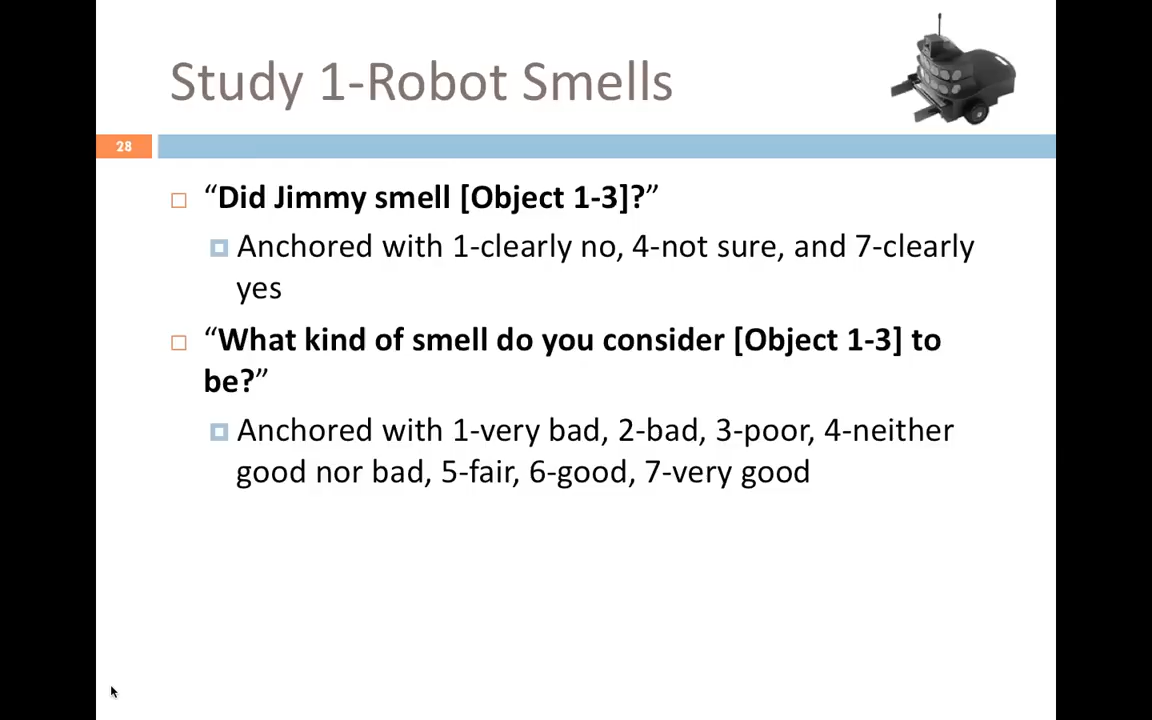 Study 1-Robot Smells
28
“Did Jimmy smell [Object 1-3]?”
Anchored with 1-clearly no, 4-not sure, and 7-clearly
yes
“What kind of smell do you consider [Object 1-3] to
be?”
Anchored with 1-very bad, 2-bad, 3-poor, 4-neither
good nor bad, 5-fair, 6-good, 7-very good